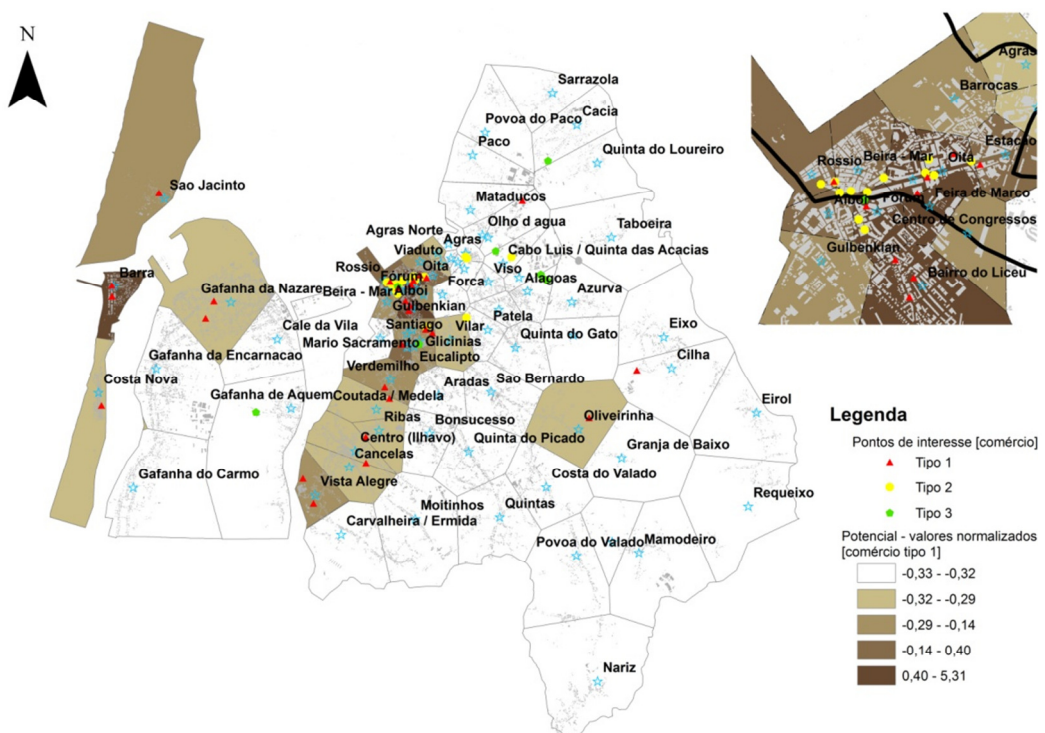 N
Sarrazola
Cacia
Povoa do Paco
Paco
Quinta do Loureiro
Sao Jacinto
Mataducos
Olho d agua
Taboeira
Agras Norte
Agras
Viaduto
Cabo Luis / Quinta das Acacias
Barra
Rossio
Oita
Viso
Fórum
Forca
Alagoas
Gafanha da Nazare
Beira - Mar
Alboi
Azurva
Gulbenkian
Cale da Vila
Santiago
Vilar
Patela
Eixo
Mario Sacramento
Glicinias
Quinta do Gato
Gafanha da Encarnacao
Eucalipto
Cilha
Verdemilho
Costa Nova
Aradas
Sao Bernardo
Gafanha de Aquem
Coutada / Medela
Eirol
Ribas
Bonsucesso
Oliveirinha
Centro (Ilhavo)
Quinta do Picado
Granja de Baixo
Cancelas
Gafanha do Carmo
Costa do Valado
Vista Alegre
Requeixo
Moitinhos
Quintas
Carvalheira / Ermida
Povoa do Valado
Mamodeiro
Nariz
Agras
Barrocas
Estacao
Rossio
Beira - Mar
Oitá
Alboi
Forum
Feira de Marco
Centro de Congressos
Gulbenkian
Bairro do Liceu
Legenda
Pontos de interesse [comércio]
Tipo 1
Tipo 2
Tipo 3
Potencial - valores normalizados
[comércio tipo 1]
-0,33 - -0,32
-0,32 - -0,29
-0,29 - -0,14
-0,14 - 0,40
0,40 - 5,31